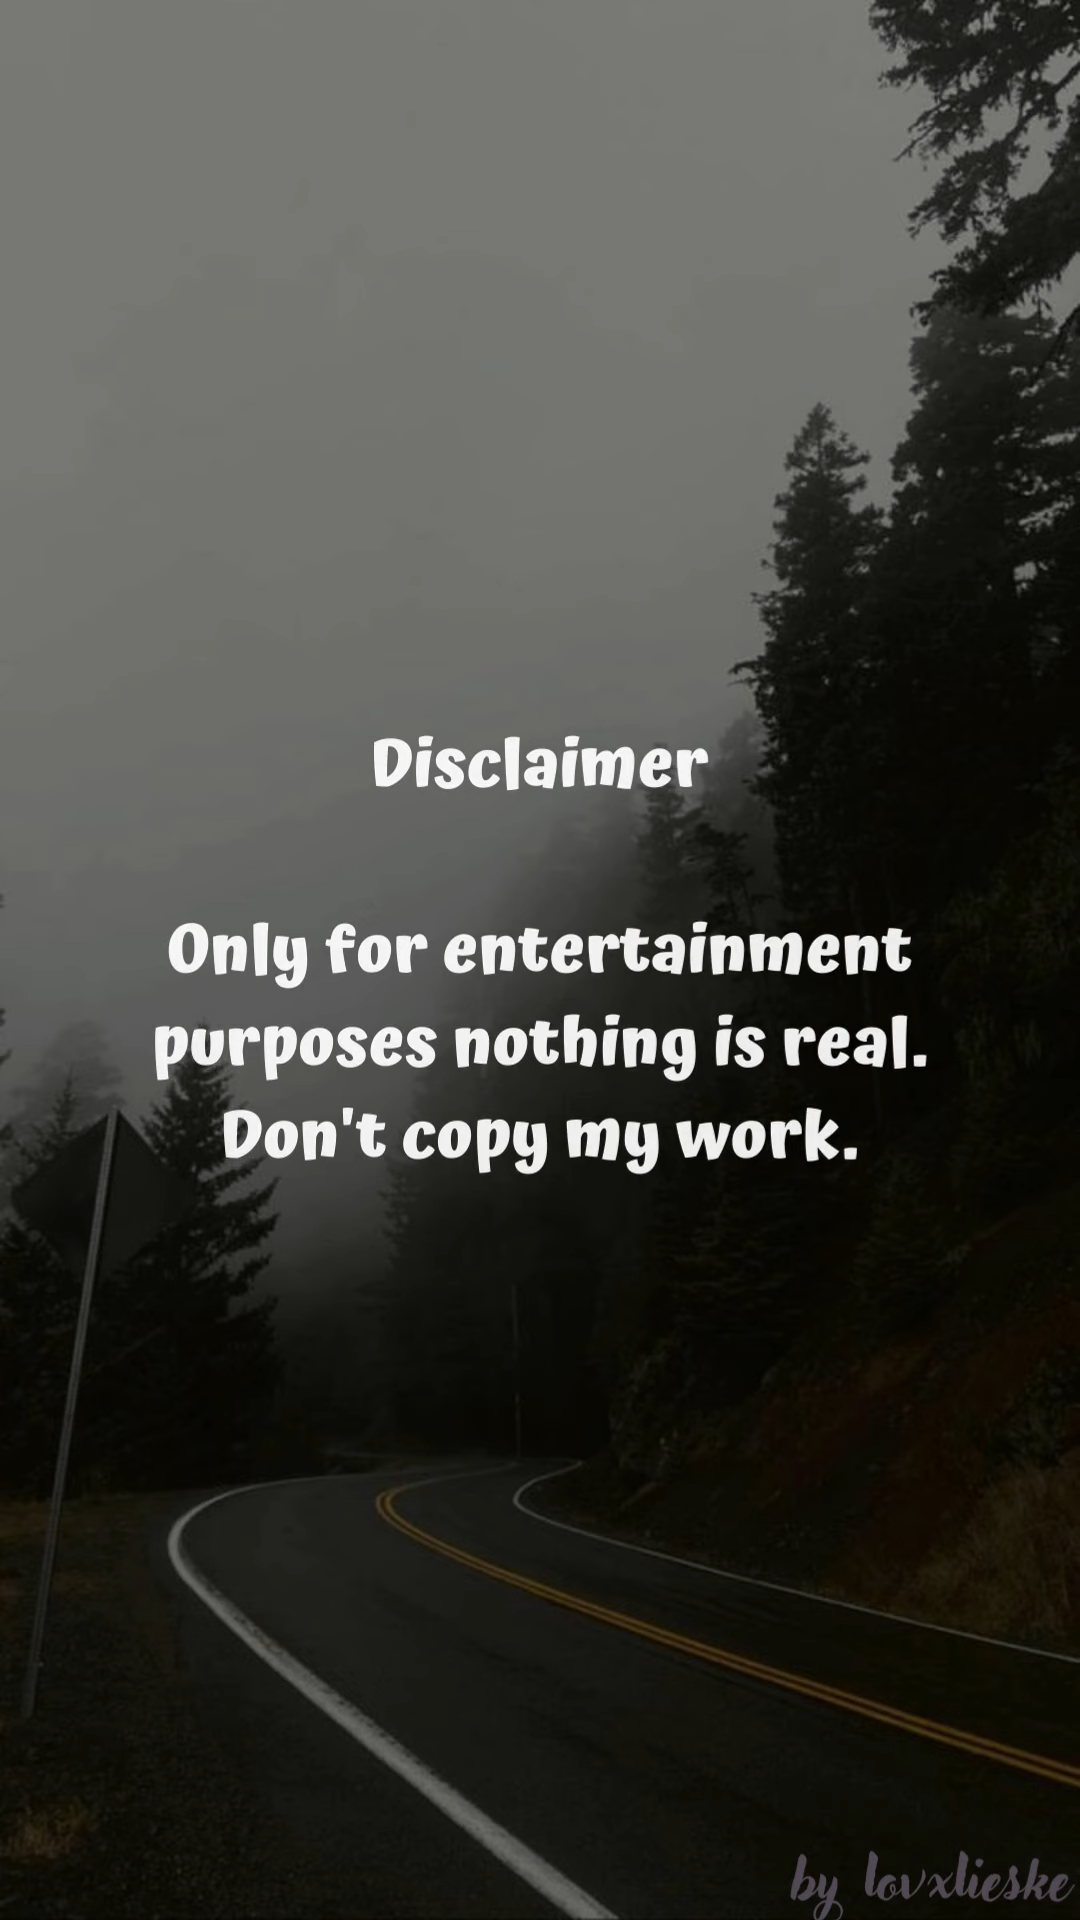 Disclaimer
Only for entertainment
purposes nothing is real.
Don't copy my work.
by lovxlieske